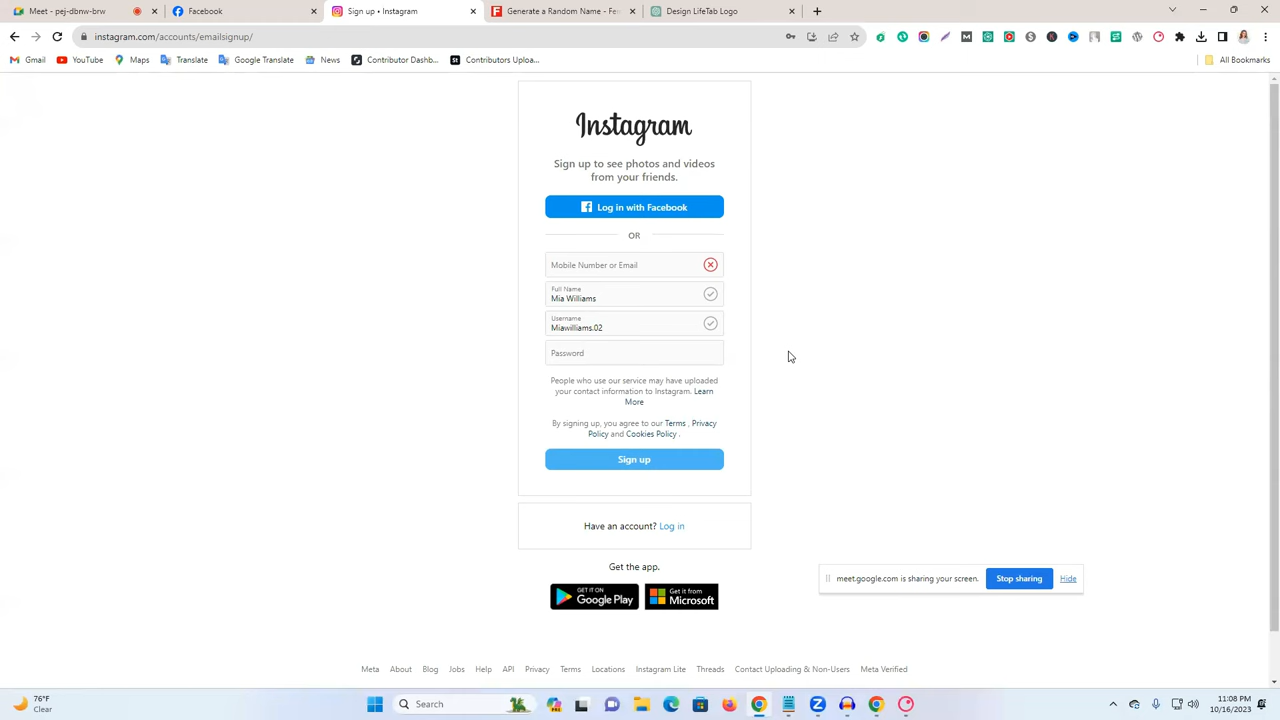 Meet - pejdbnw-brw
Facebook
Sign up • Instagram
Generate a Random Name - Fe
Design LifeTab Logo
instagram.com/accounts/emailsignup/
Gmail
YouTube
Maps
Translate
Google Translate
News
Contributor Dashb...
Contributors Uploa...
All Bookmarks
Instagram
Sign up to see photos and videos
from your friends.
Log in with Facebook
OR
Mobile Number or Email
Full Name
Mia Williams
Username
Miawilliams.02
Password
People who use our service may have uploaded
your contact information to Instagram. Learn
More
By signing up, you agree to our Terms , Privacy
Policy and Cookies Policy .
Sign up
Have an account? Log in
Get the app.
GET IT ON
Google Play
Get it from
Microsoft
meet.google.com is sharing your screen.
Stop sharing
Hide
Meta
About
Blog
Jobs
Help
API
Privacy
Terms
Locations
Instagram Lite
Threads
Contact Uploading & Non-Users
Meta Verified
76°F
Clear
Search
11:08 PM
10/16/2023